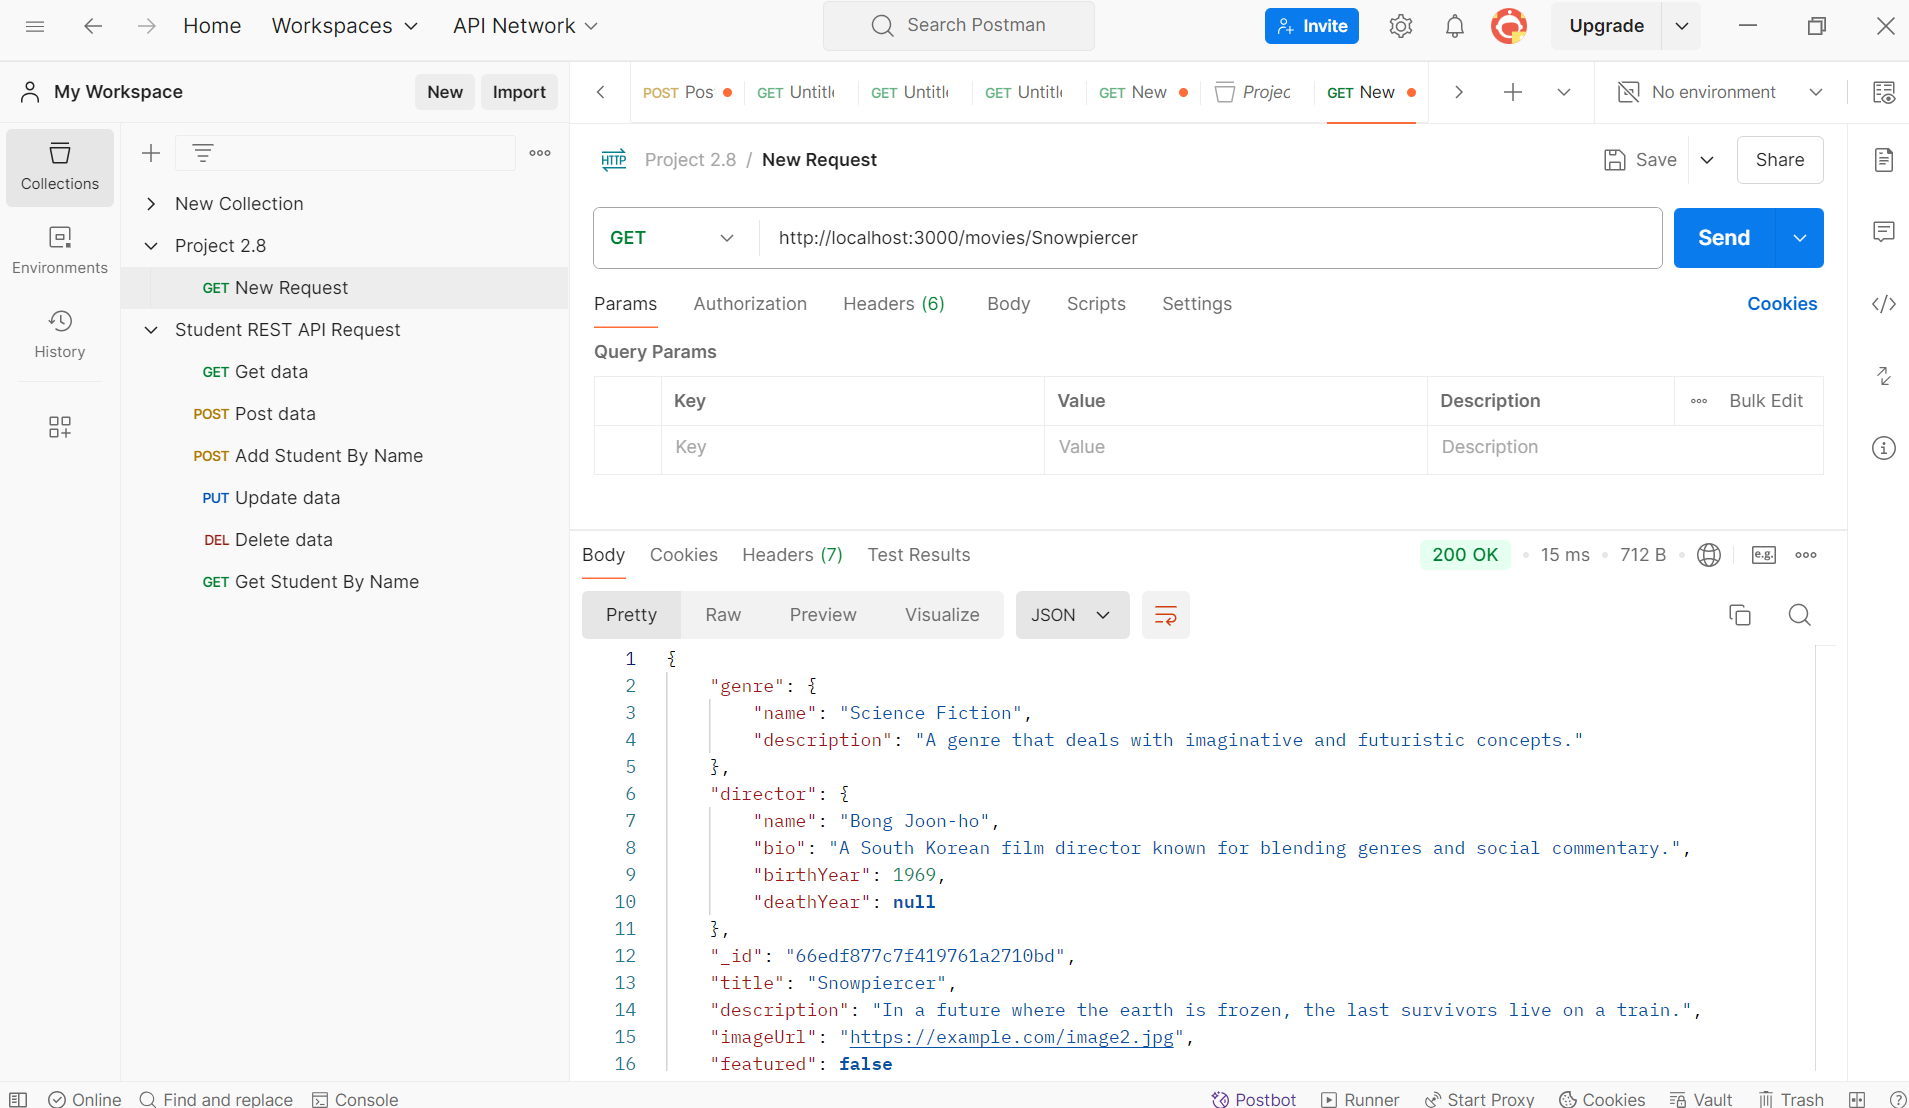 Home Workspaces API Network Search Postman Invite Upgrade
My Workspace New Import POST Pos GET Untitl GET Untitl GET Untitl GET New Projec GET New No environment
Collections
Environments
History
New Collection
Project 2.8
GET New Request
Student REST API Request
GET Get data
POST Post data
POST Add Student By Name
PUT Update data
DEL Delete data
GET Get Student By Name
HTTP Project 2.8 / New Request Save Share
GET http://localhost:3000/movies/Snowpiercer Send
Params Authorization Headers (6) Body Scripts Settings Cookies
Query Params
Key Value Description ooo Bulk Edit
Key Value Description
Body Cookies Headers (7) Test Results 200 OK 15 ms 712 B e.g.
Pretty Raw Preview Visualize JSON
1 {
2 "genre": {
3 "name": "Science Fiction",
4 "description": "A genre that deals with imaginative and futuristic concepts."
5 },
6 "director": {
7 "name": "Bong Joon-ho",
8 "bio": "A South Korean film director known for blending genres and social commentary.",
9 "birthYear": 1969,
10 "deathYear": null
11 },
12 "_id": "66edf877c7f419761a2710bd",
13 "title": "Snowpiercer",
14 "description": "In a future where the earth is frozen, the last survivors live on a train.",
15 "imageUrl": "https://example.com/image2.jpg",
16 "featured": false
Online Find and replace Console Postbot Runner Start Proxy Cookies Vault Trash